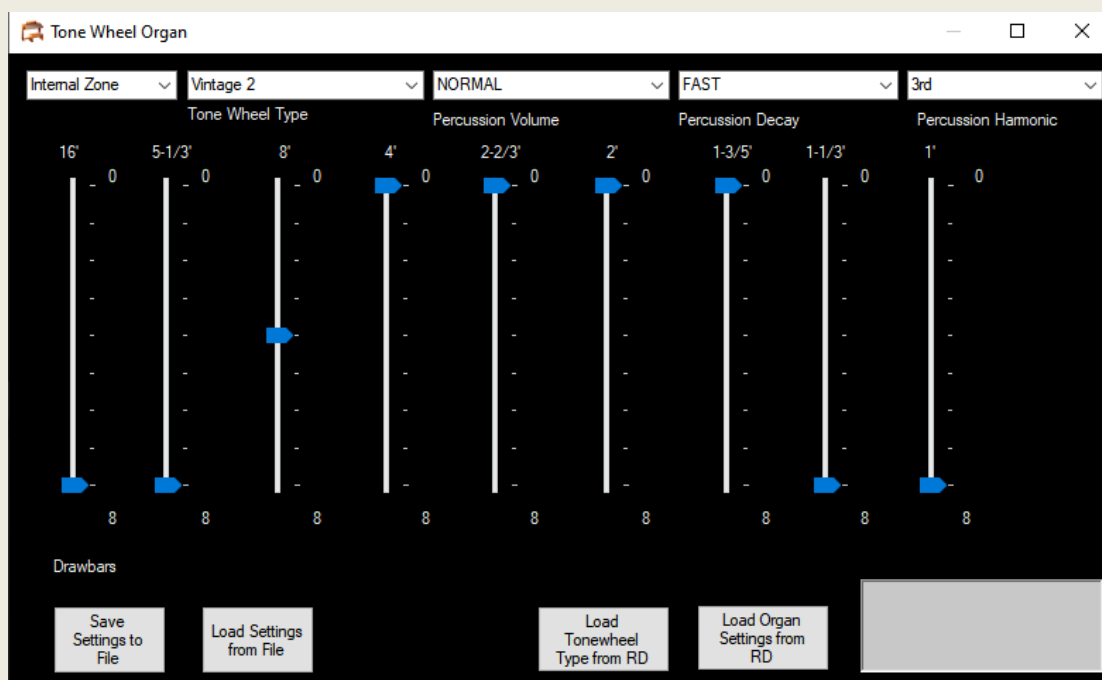 Tone Wheel Organ
Internal Zone Vintage 2 NORMAL FAST 3rd
Tone Wheel Type Percussion Volume Percussion Decay Percussion Harmonic
16' 5-1/3' 8' 4' 2-2/3' 2' 1-3/5' 1-1/3' 1'
0 0 0 0 0 0 0 0 0
8 8 8 8 8 8 8 8 8
Drawbars
Save
Settings to
File
Load Settings
from File
Load
Tonewheel
Type from RD
Load Organ
Settings from
RD